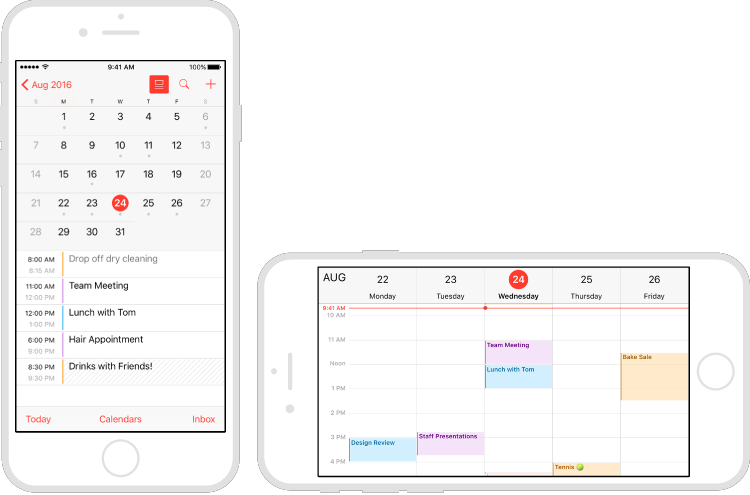 9:41 AM 100%
Aug 2016
S M T W T F S
1 2 3 4 5 6
7 8 9 10 11 12 13
14 15 16 17 18 19 20
21 22 23 24 25 26 27
28 29 30 31
8:00 AM Drop off dry cleaning
8:15 AM
11:00 AM Team Meeting
12:00 PM
12:00 PM Lunch with Tom
1:00 PM
6:00 PM Hair Appointment
9:00 PM
8:30 PM Drinks with Friends!
9:30 PM
Today Calendars Inbox
AUG 22 23 24 25 26
Monday Tuesday Wednesday Thursday Friday
9:41 AM
10 AM
11 AM
Team Meeting
Bake Sale
Noon
Lunch with Tom
1 PM
2 PM
Staff Presentations
3 PM
Design Review
4 PM
Tennis